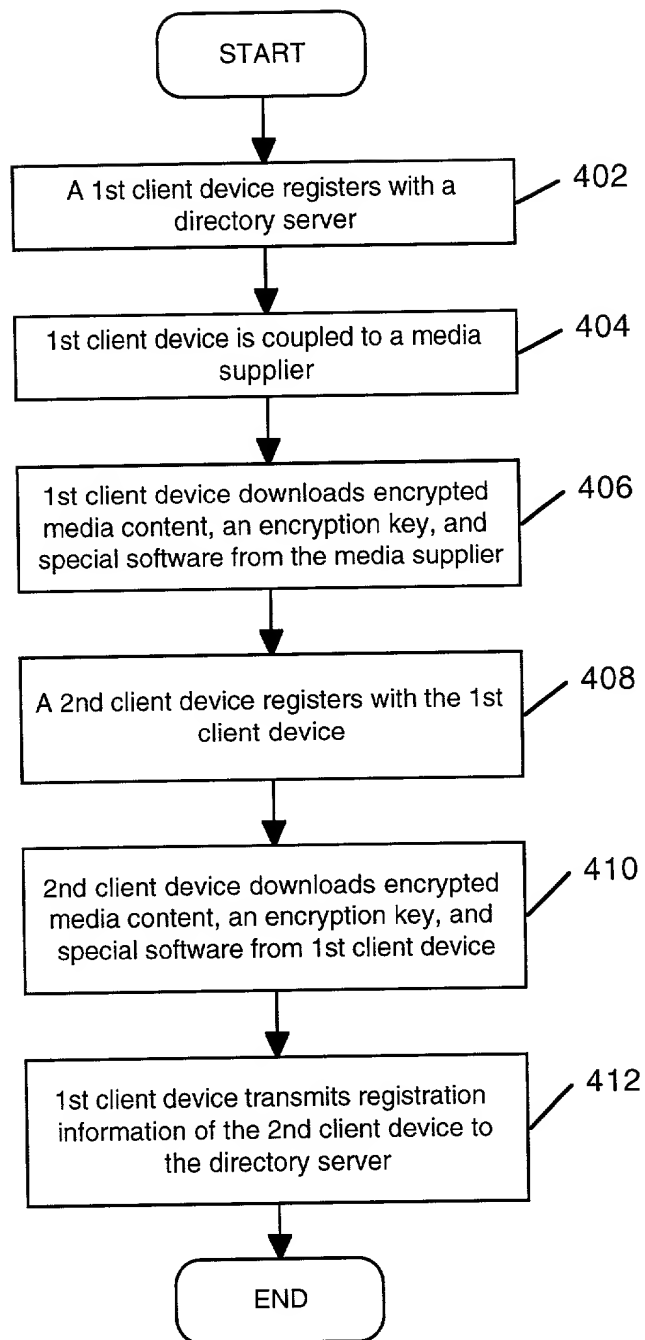 START
A 1st client device registers with a
directory server
402
1st client device is coupled to a media
supplier
404
1st client device downloads encrypted
media content, an encryption key, and
special software from the media supplier
406
A 2nd client device registers with the 1st
client device
408
2nd client device downloads encrypted
media content, an encryption key, and
special software from 1st client device
410
1st client device transmits registration
information of the 2nd client device to
the directory server
412
END